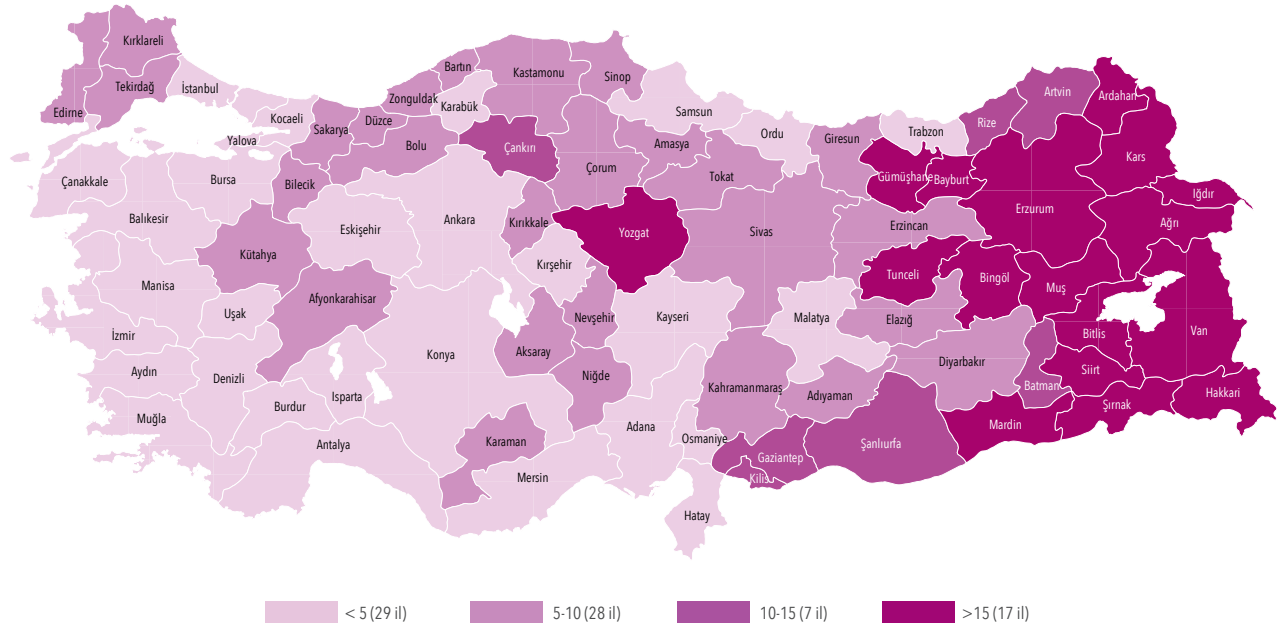 Kırklareli
Edirne
Tekirdağ
İstanbul
Kocaeli
Yalova
Sakarya
Düzce
Zonguldak
Bartın
Karabük
Kastamonu
Sinop
Samsun
Ordu
Giresun
Trabzon
Rize
Artvin
Ardahan
Kars
Iğdır
Ağrı
Erzurum
Bayburt
Gümüşhane
Bolu
Çankırı
Çorum
Amasya
Tokat
Çanakkale
Bursa
Bilecik
Balıkesir
Eskişehir
Ankara
Kırıkkale
Yozgat
Sivas
Erzincan
Kütahya
Kırşehir
Tunceli
Bingöl
Muş
Manisa
Afyonkarahisar
Uşak
İzmir
Nevşehir
Kayseri
Malatya
Elazığ
Bitlis
Van
Aydın
Denizli
Konya
Aksaray
Niğde
Diyarbakır
Siirt
Batman
Kahramanmaraş
Adıyaman
Hakkari
Şırnak
Mardin
Muğla
Burdur
Isparta
Antalya
Karaman
Mersin
Adana
Osmaniye
Gaziantep
Kilis
Şanlıurfa
Hatay
< 5 (29 il)
5-10 (28 il)
10-15 (7 il)
>15 (17 il)